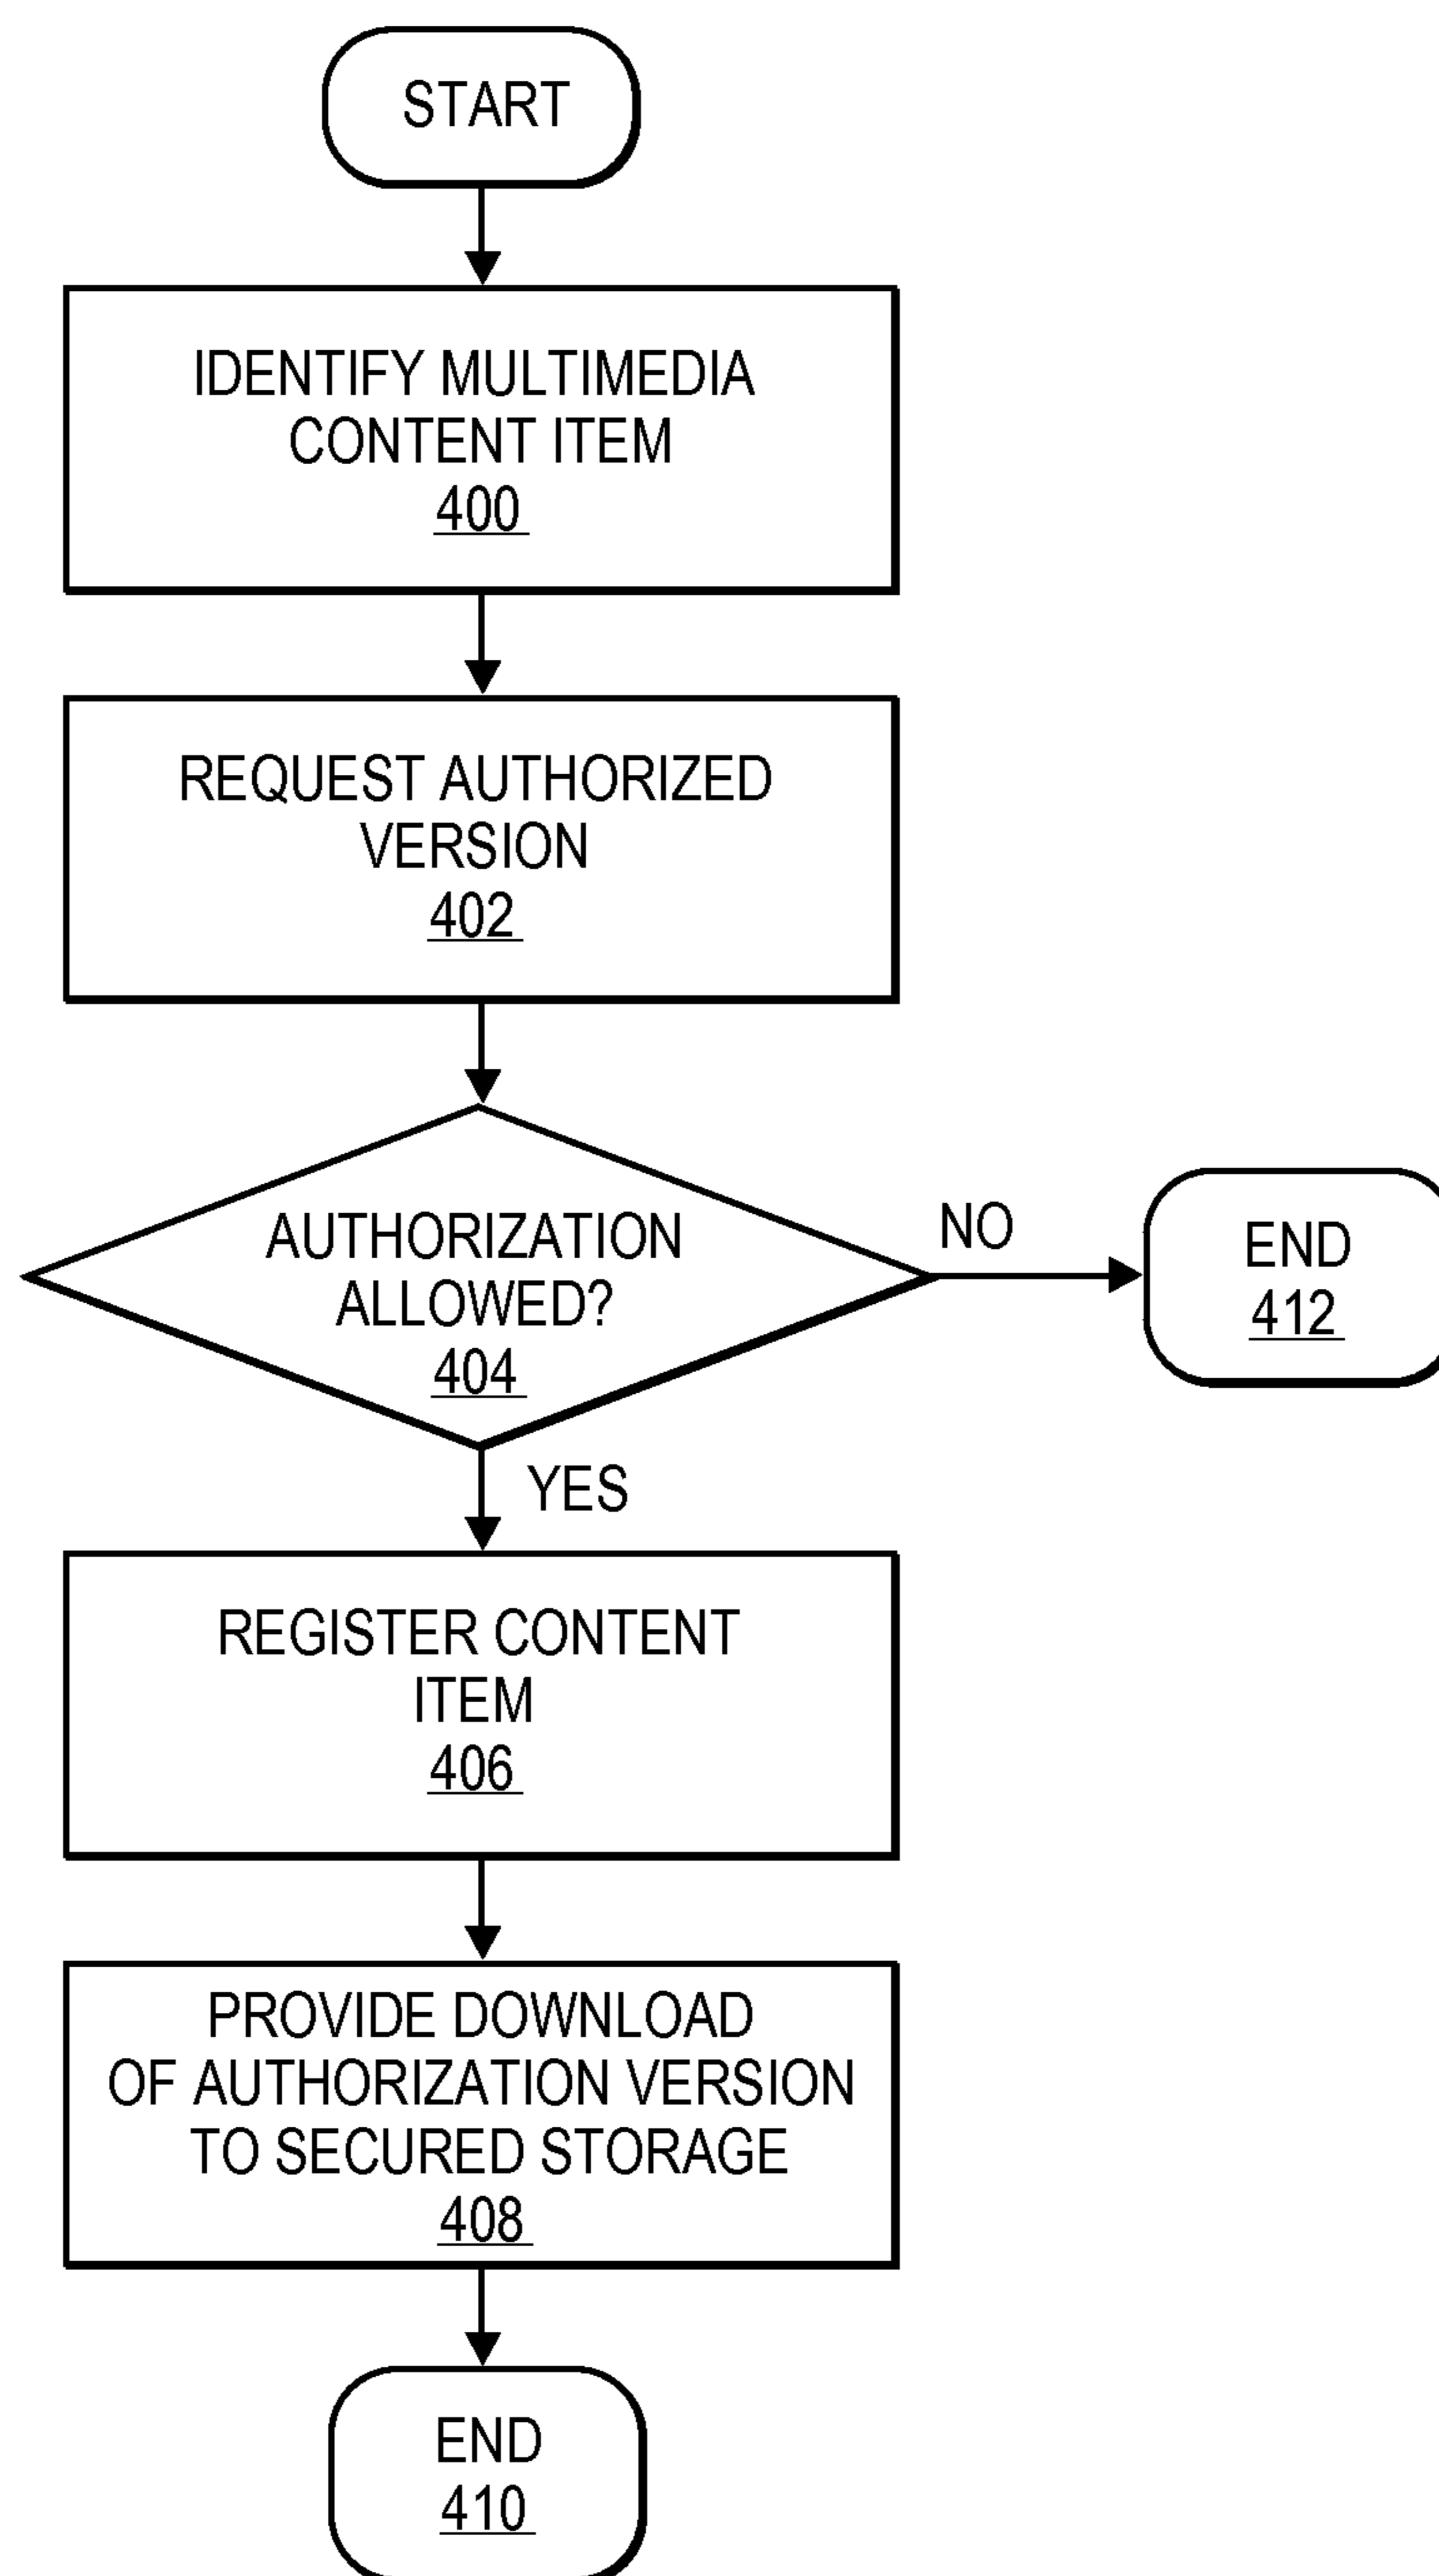 START
IDENTIFY MULTIMEDIA
CONTENT ITEM
400
REQUEST AUTHORIZED
VERSION
402
AUTHORIZATION
ALLOWED?
404
NO
END
412
YES
REGISTER CONTENT
ITEM
406
PROVIDE DOWNLOAD
OF AUTHORIZATION VERSION
TO SECURED STORAGE
408
END
410